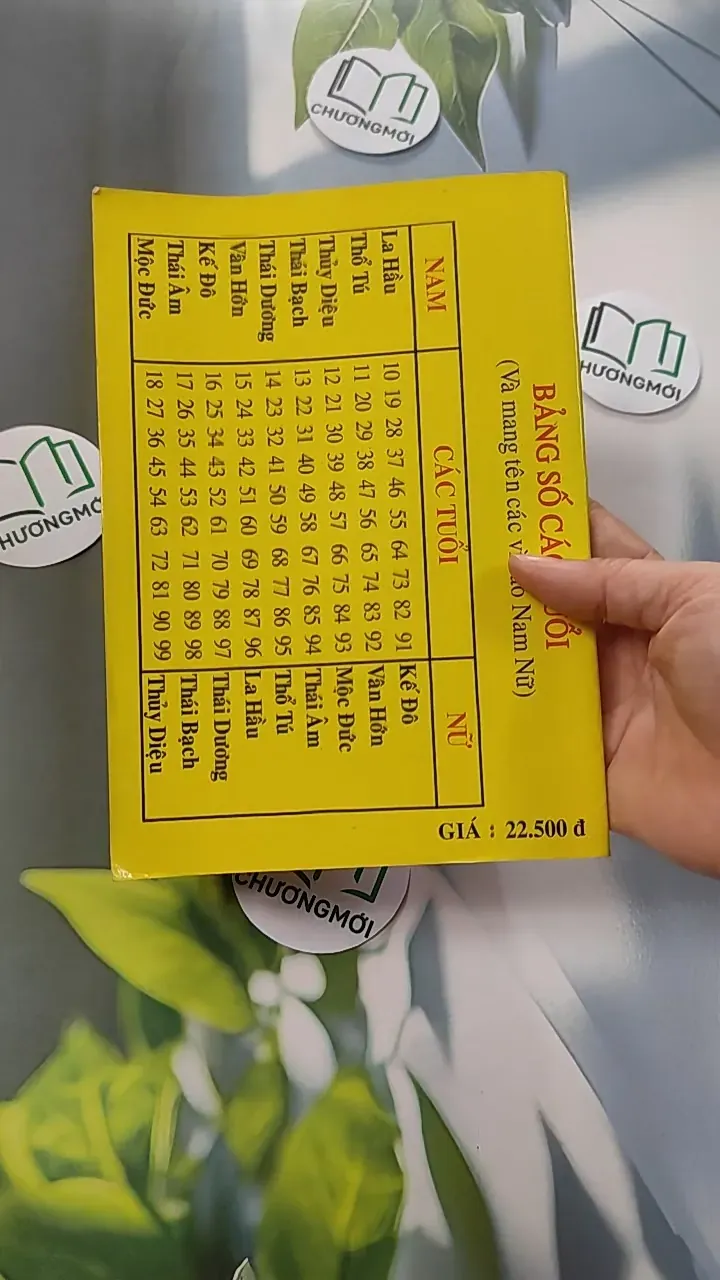 CHƯƠNGMỚI
BẢNG SỐ CÁC TUỔI
(Và mang tên các Nam Nữ)
NAM CÁC TUỔI NỮ
La Hầu 10 19 28 37 46 55 64 73 82 91 Kế Đô
Thổ Tú 11 20 29 38 47 56 65 74 83 92 Vân Hớn
Thủy Diệu 12 21 30 39 48 57 66 75 84 93 Mộc Đức
Thái Bạch 13 22 31 40 49 58 67 76 85 94 Thái Âm
Thái Dương 14 23 32 41 50 59 68 77 86 95 Thổ Tú
Vân Hớn 15 24 33 42 51 60 69 78 87 96 La Hầu
Kế Đô 16 25 34 43 52 61 70 79 88 97 Thái Dương
Thái Âm 17 26 35 44 53 62 71 80 89 98 Thái Bạch
Mộc Đức 18 27 36 45 54 63 72 81 90 99 Thủy Diệu
GIÁ : 22.500 đ
HƯƠNGMỚI
HƯƠNGMỚ
CHƯƠNGMỚI